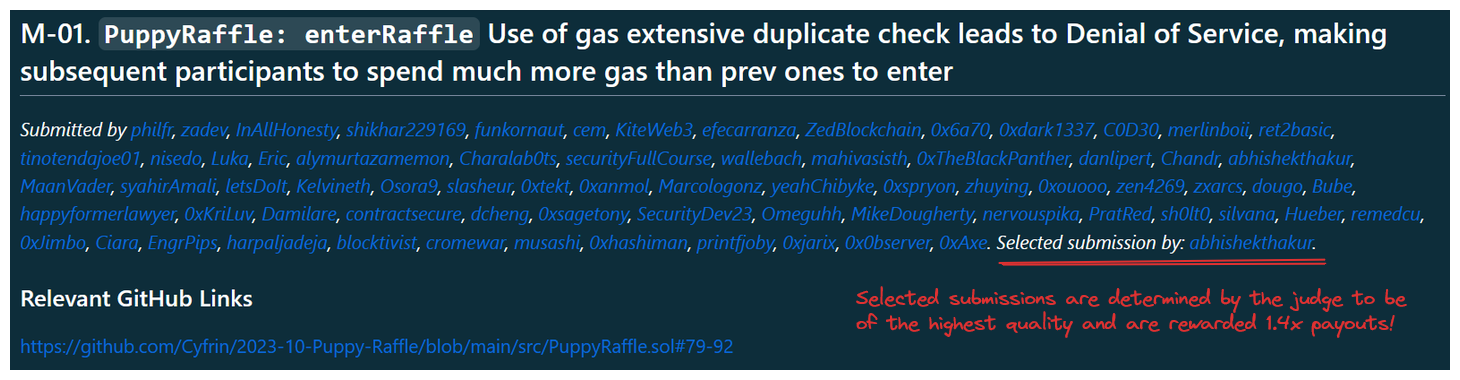 M-01. PuppyRaffle: enterRaffle Use of gas extensive duplicate check leads to Denial of Service, making
subsequent participants to spend much more gas than prev ones to enter
Submitted by philfr, zadev, InAllHonesty, shikhar229169, funkornaut, cem, KiteWeb3, efecarranza, ZedBlockchain, 0x6a70, 0xdark1337, C0D30, merlinboii, ret2basic,
tinotendajoe01, nisedo, Luka, Eric, alymurtazamemon, Charalab0ts, securityFullCourse, wallebach, mahivasisth, 0xTheBlackPanther, danlipert, Chandr, abhishekthakur,
MaanVader, syahirAmali, letsDoIt, Kelvineth, Osora9, slasheur, 0xtekt, 0xanmol, Marcologonz, yeahChibyke, 0xspryon, zhuying, 0xouooo, zen4269, zxarcs, dougo, Bube,
happyformerlawyer, 0xKriLuv, Damilare, contractsecure, dcheng, 0xsagetony, SecurityDev23, Omeguhh, MikeDougherty, nervouspika, PratRed, sh0lt0, silvana, Hueber, remedcu,
0xJimbo, Ciara, EngrPips, harpaljadeja, blocktivist, cromewar, musashi, 0xhashiman, printfjoby, 0xjarix, 0x0bserver, 0xAxe. Selected submission by: abhishekthakur.
Relevant GitHub Links
Selected submissions are determined by the judge to be
of the highest quality and are rewarded 1.4x payouts!
https://github.com/Cyfrin/2023-10-Puppy-Raffle/blob/main/src/PuppyRaffle.sol#79-92